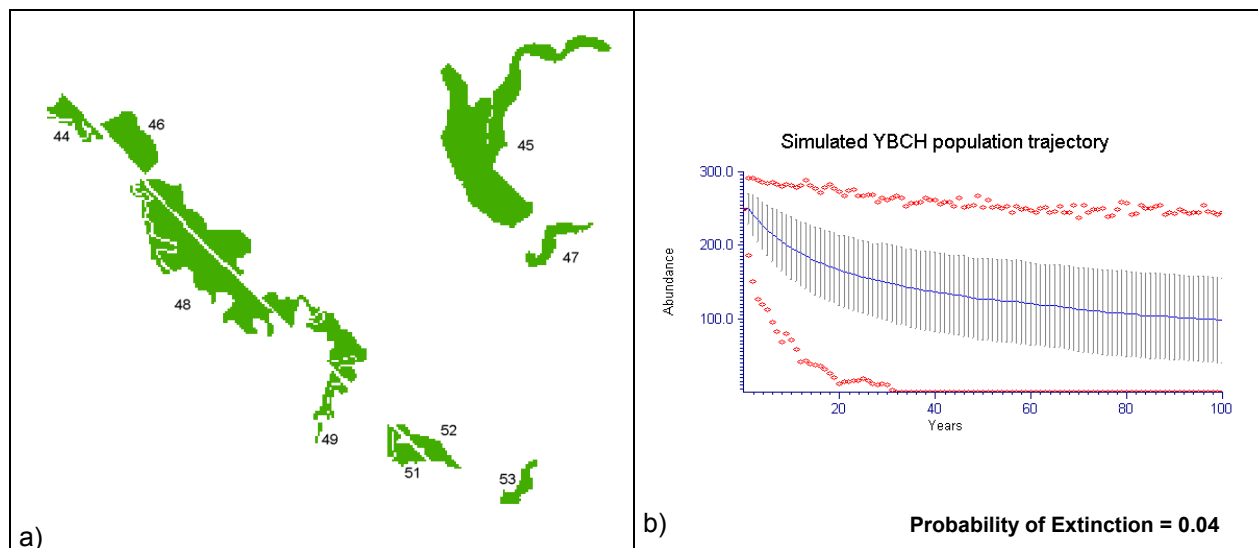 44
46
45
47
48
49
52
51
53
a)
Simulated YBCH population trajectory
300.0
200.0
100.0
Abundance
20
40
60
80
100
Years
b)
Probability of Extinction = 0.04